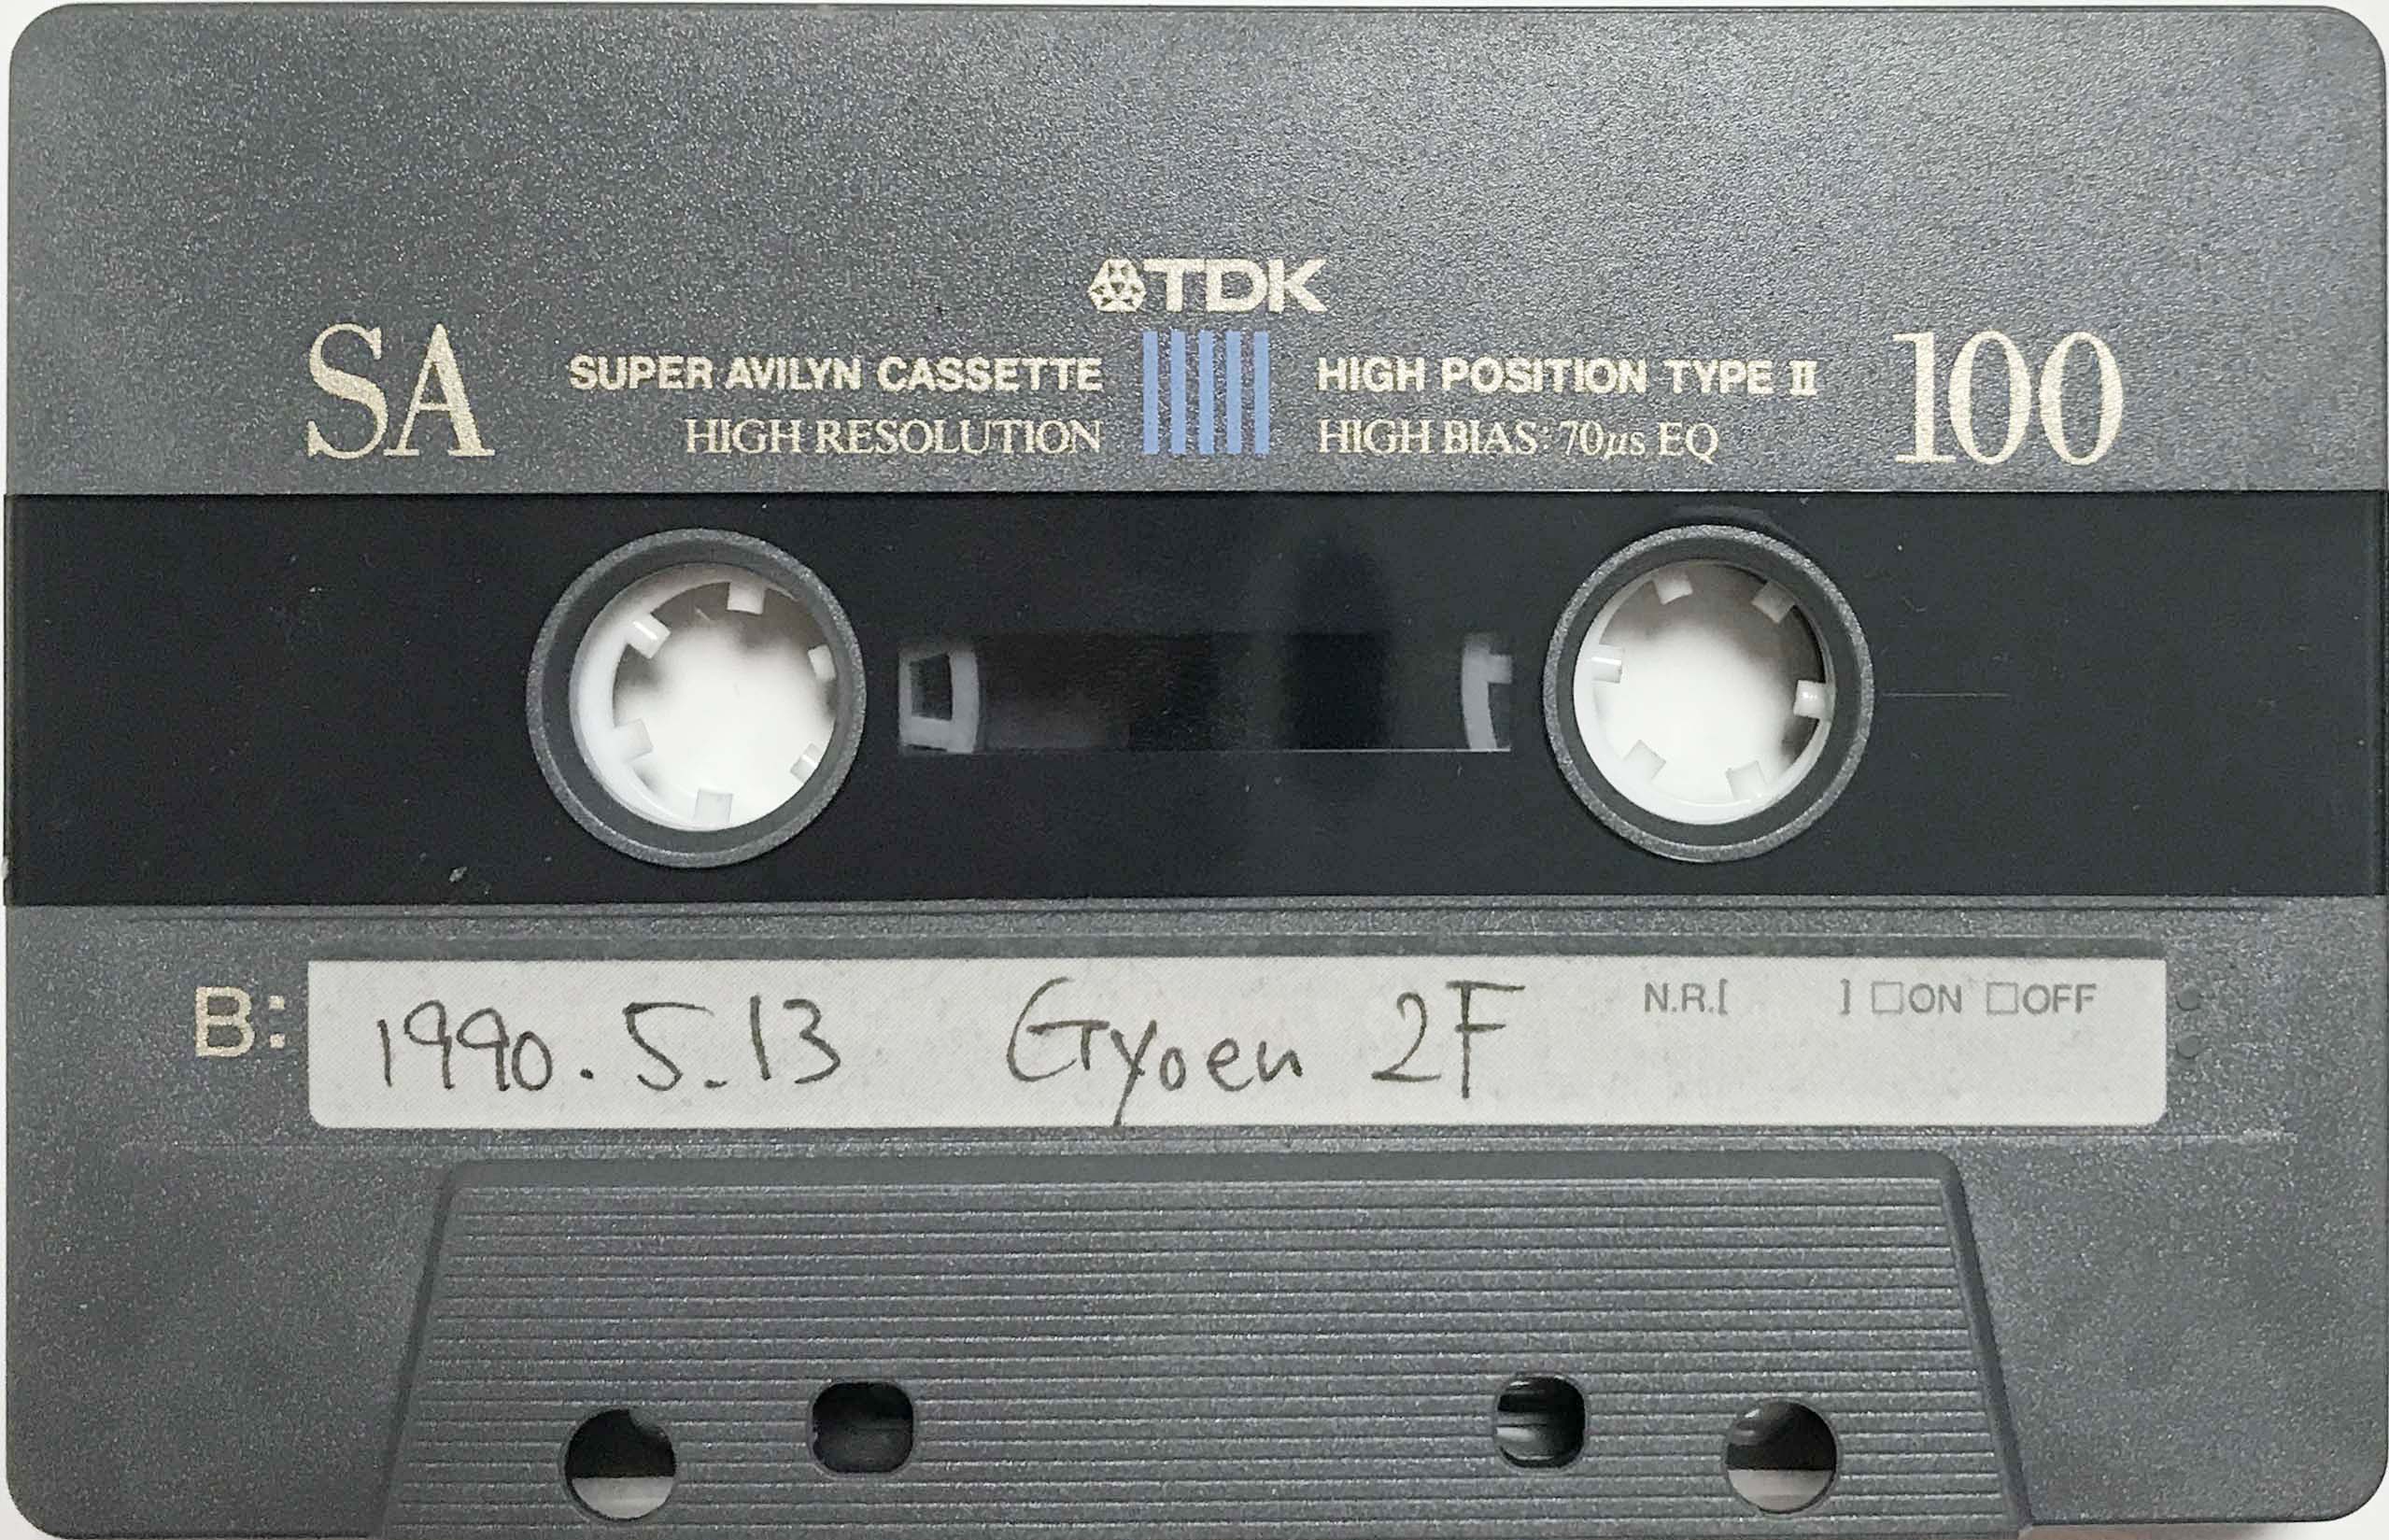 TDK
SA SUPER AVILYN CASSETTE HIGH POSITION TYPE II 100
HIGH RESOLUTION HIGH BIAS: 70µs EQ
B: 1990.5.13 Gyoen 2F N.R.[ ] □ON □OFF